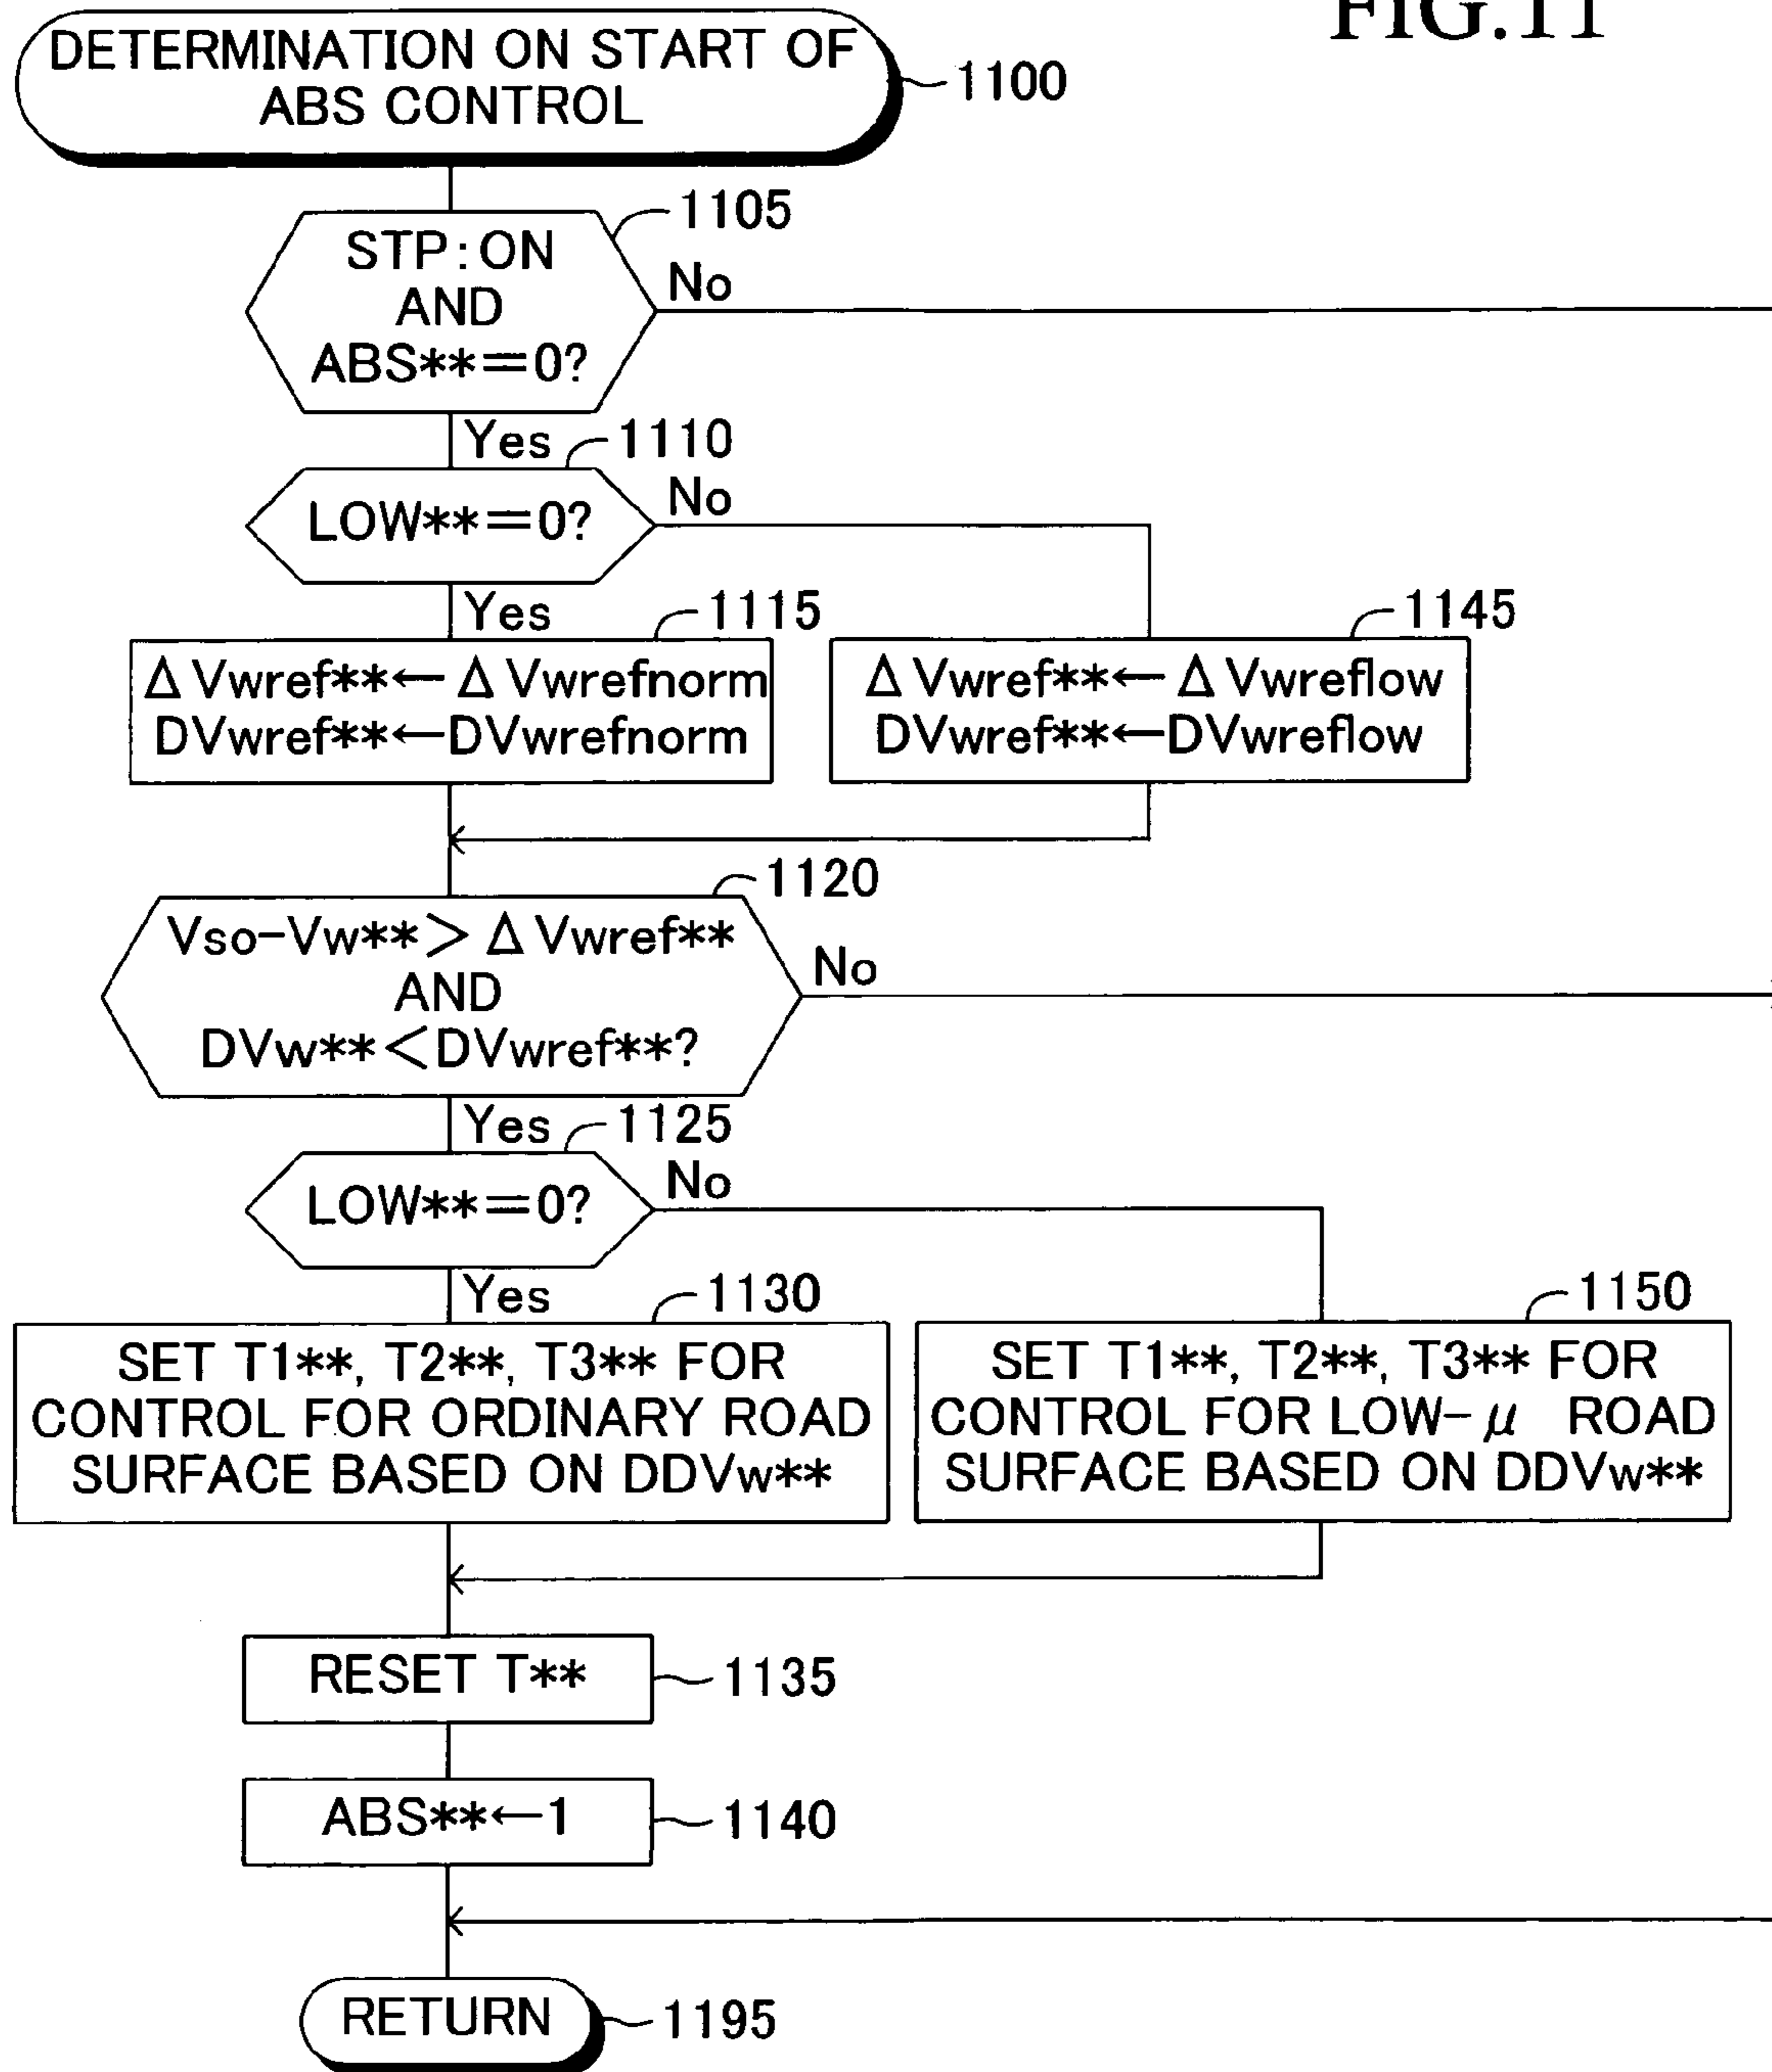 FIG.11
DETERMINATION ON START OF
ABS CONTROL
1100
1105
STP:ON
AND
ABS**=0?
No
Yes
1110
LOW**=0?
No
Yes
1115
ΔVwref**←ΔVwrefnorm
DVwref**←DVwrefnorm
1145
ΔVwref**←ΔVwreflow
DVwref**←DVwreflow
1120
Vso-Vw**>ΔVwref**
AND
DVw**<DVwref**?
No
Yes
1125
LOW**=0?
No
Yes
1130
SET T1**, T2**, T3** FOR
CONTROL FOR ORDINARY ROAD
SURFACE BASED ON DDVw**
1150
SET T1**, T2**, T3** FOR
CONTROL FOR LOW-μ ROAD
SURFACE BASED ON DDVw**
RESET T**
1135
ABS**←1
1140
RETURN
1195